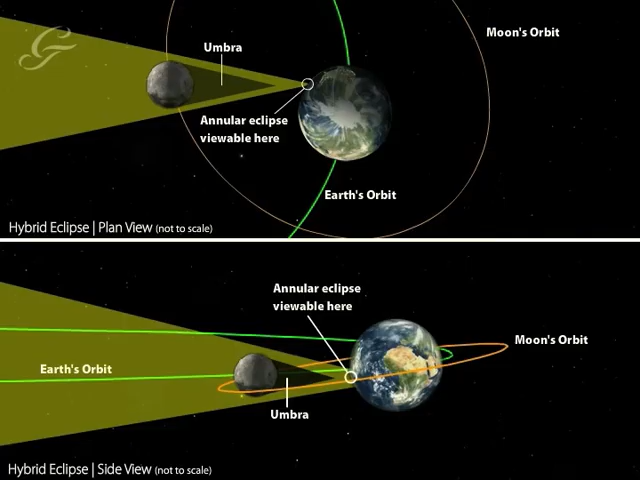 Umbra
Moon's Orbit
Annular eclipse
viewable here
Earth's Orbit
Hybrid Eclipse | Plan View (not to scale)
Annular eclipse
viewable here
Moon's Orbit
Earth's Orbit
Umbra
Hybrid Eclipse | Side View (not to scale)